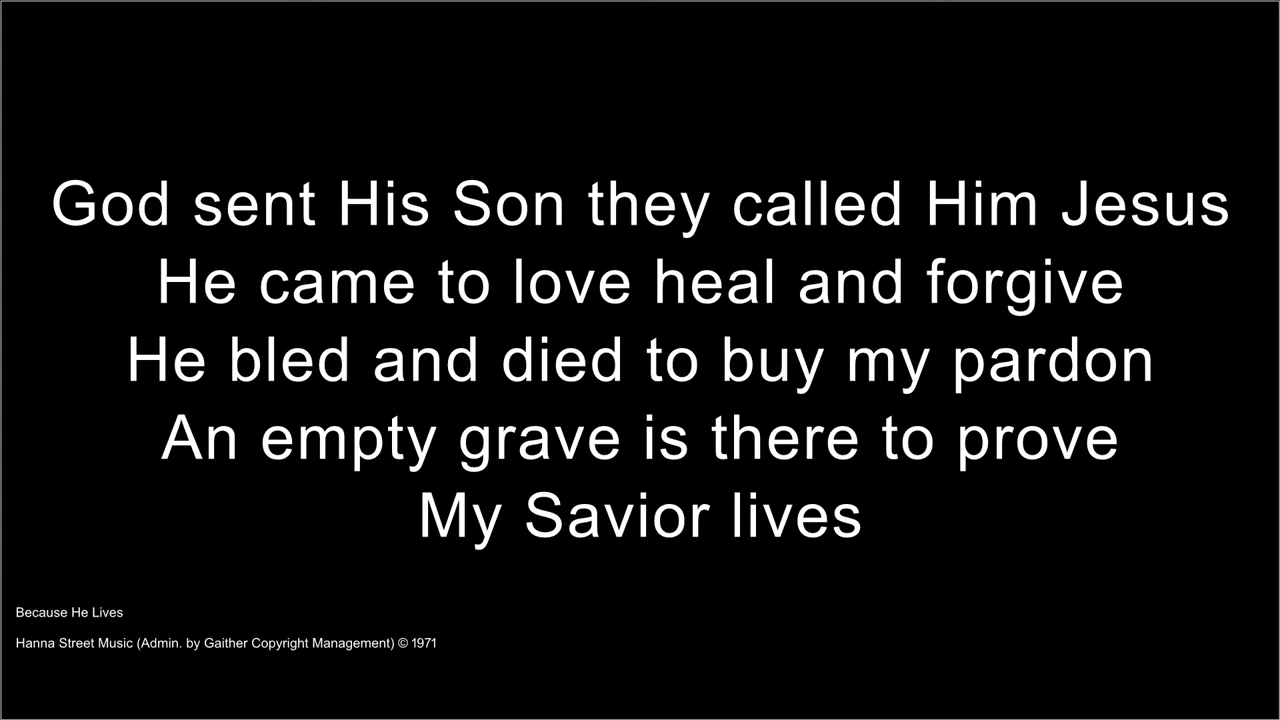 God sent His Son they called Him Jesus
He came to love heal and forgive
He bled and died to buy my pardon
An empty grave is there to prove
My Savior lives
Because He Lives
Hanna Street Music (Admin. by Gaither Copyright Management) © 1971